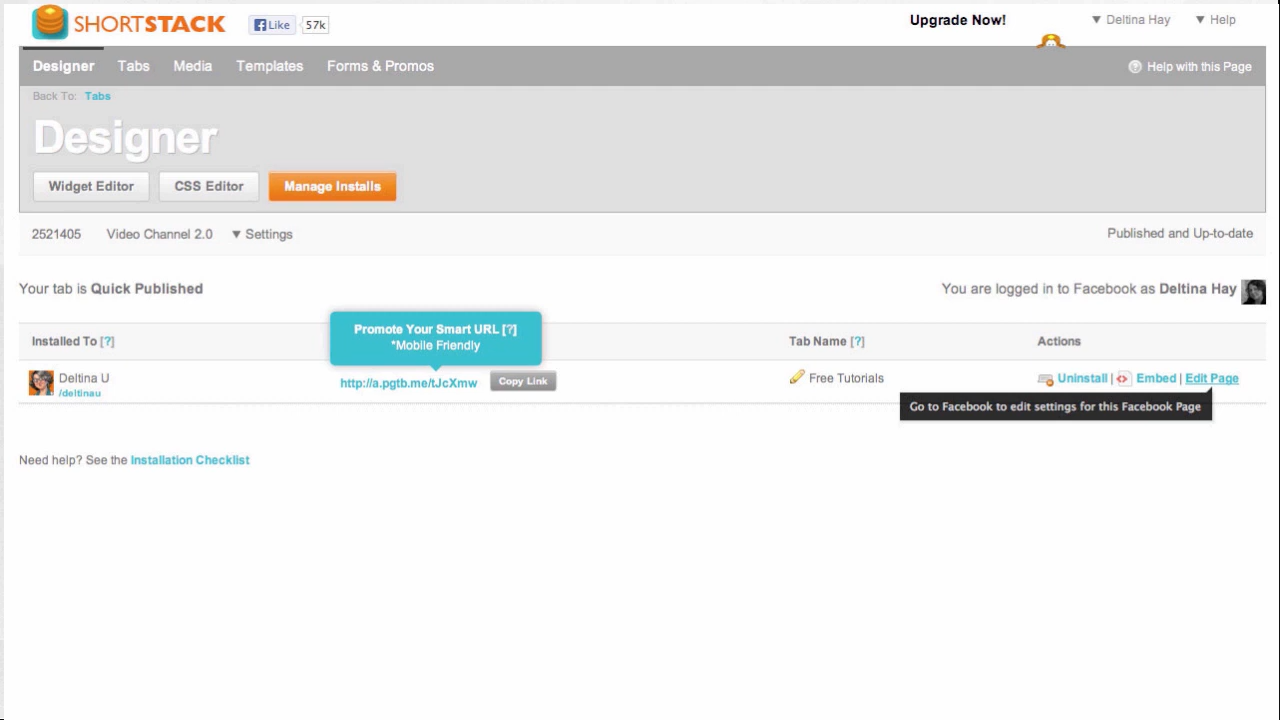 SHORTSTACK
Like 57k
Upgrade Now!
▼ Deltina Hay ▼ Help
Designer Tabs Media Templates Forms & Promos
Help with this Page
Back To: Tabs
Designer
Widget Editor CSS Editor Manage Installs
2521405 Video Channel 2.0 ▼ Settings
Published and Up-to-date
Your tab is Quick Published
You are logged in to Facebook as Deltina Hay
Promote Your Smart URL [?]
*Mobile Friendly
Installed To [?] Tab Name [?] Actions
Deltina U
/deltinau
http://a.pgtb.me/tJcXmw Copy Link
Free Tutorials
Uninstall | Embed | Edit Page
Go to Facebook to edit settings for this Facebook Page
Need help? See the Installation Checklist